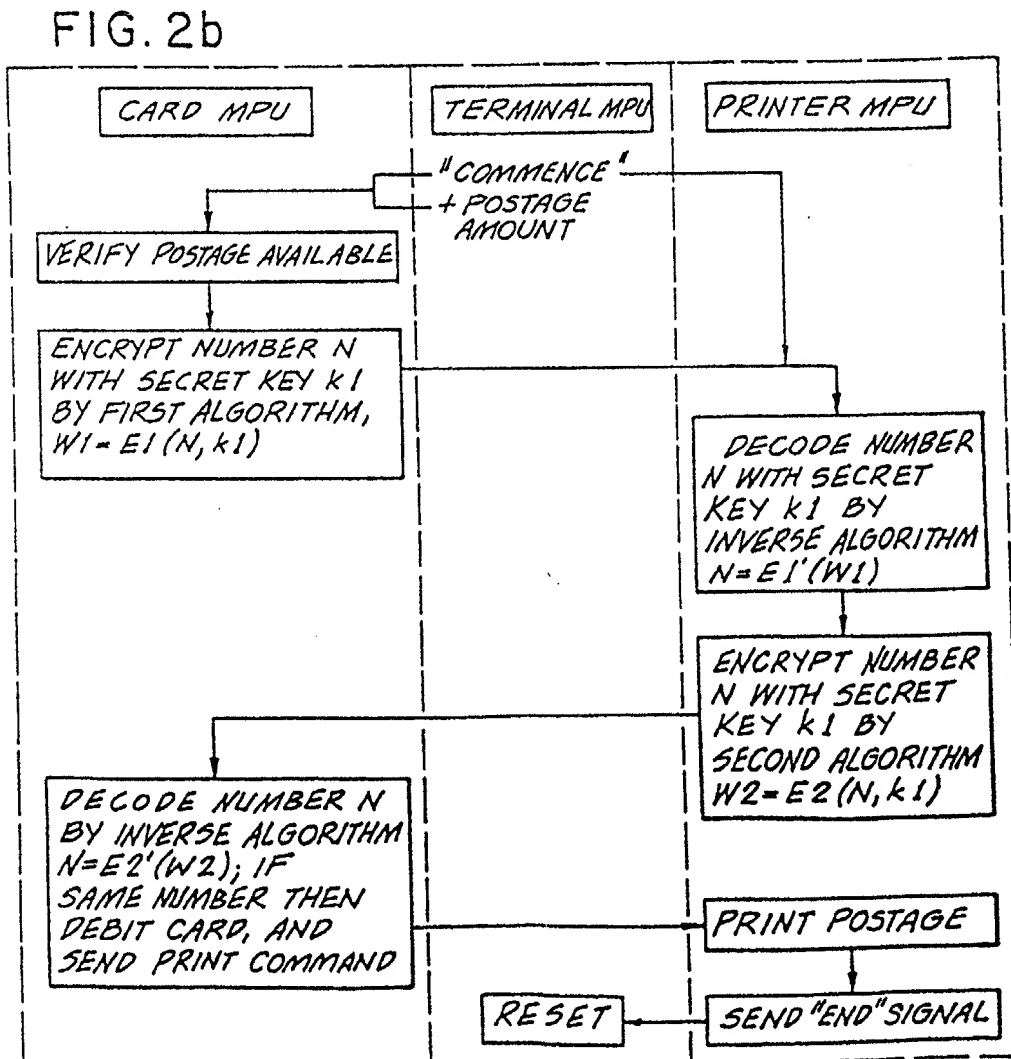 FIG. 2b
CARD MPU
TERMINAL MPU
PRINTER MPU
"COMMENCE"
+ POSTAGE
AMOUNT
VERIFY POSTAGE AVAILABLE
ENCRYPT NUMBER N
WITH SECRET KEY k1
BY FIRST ALGORITHM,
W1=E1(N,k1)
DECODE NUMBER
N WITH SECRET
KEY k1 BY
INVERSE ALGORITHM
N=E1'(W1)
ENCRYPT NUMBER
N WITH SECRET
KEY k1 BY
SECOND ALGORITHM
W2=E2(N,k1)
DECODE NUMBER N
BY INVERSE ALGORITHM
N=E2'(W2); IF
SAME NUMBER THEN
DEBIT CARD, AND
SEND PRINT COMMAND
PRINT POSTAGE
SEND "END" SIGNAL
RESET